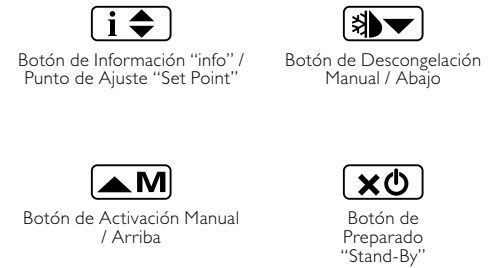 i
Botón de Información “info” /
Punto de Ajuste “Set Point”
Botón de Descongelación
Manual / Abajo
M
Botón de Activación Manual
/ Arriba
Botón de
Preparado
“Stand-By”